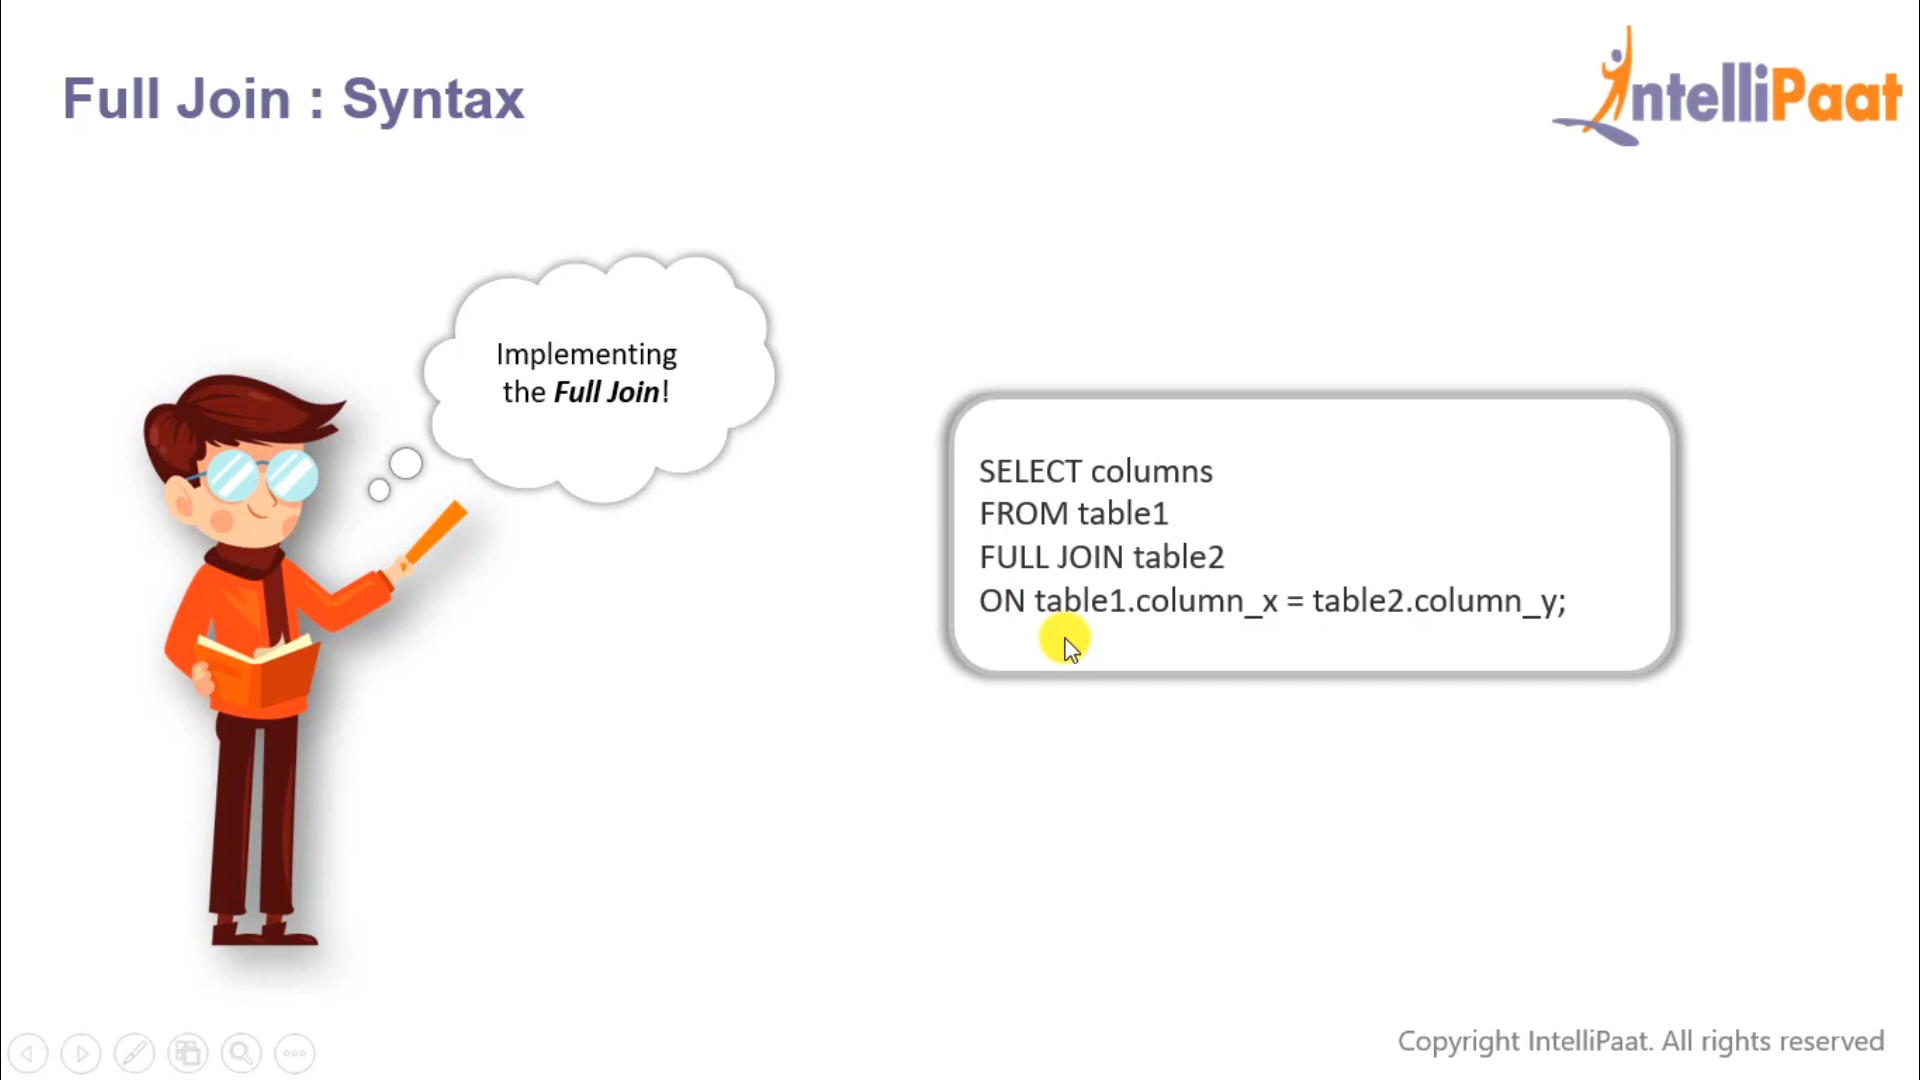 Full Join : Syntax
IntelliPaat
Implementing
the Full Join!
SELECT columns
FROM table1
FULL JOIN table2
ON table1.column_x = table2.column_y;
Copyright IntelliPaat. All rights reserved